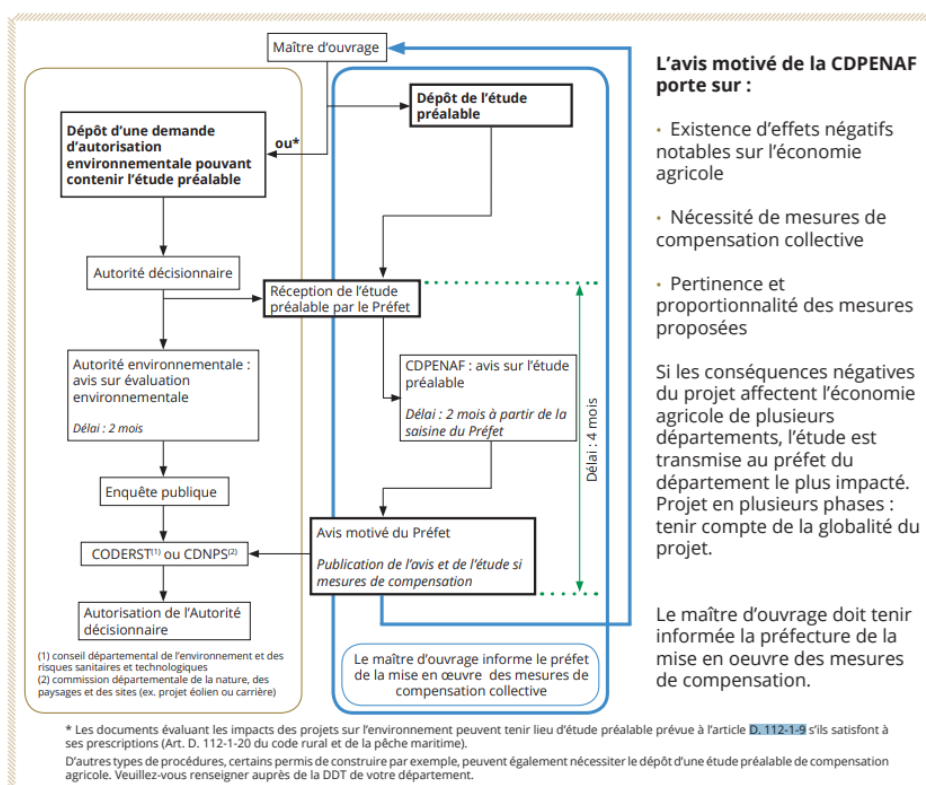 Maître d’ouvrage
Dépôt de l’étude
préalable
Dépôt d’une demande
d’autorisation
environnementale pouvant
contenir l’étude préalable
ou*
Autorité décisionnaire
Réception de l’étude
préalable par le Préfet
Autorité environnementale :
avis sur évaluation
environnementale
Délai : 2 mois
CDPENAF : avis sur l’étude
préalable
Délai : 2 mois à partir de la
saisine du Préfet
Délai : 4 mois
Enquête publique
Avis motivé du Préfet
Publication de l’avis et de l’étude si
mesures de compensation
CODERST(1) ou CDNPS(2)
Autorisation de l’Autorité
décisionnaire
(1) conseil départemental de l’environnement et des
risques sanitaires et technologiques
(2) commission départementale de la nature, des
paysages et des sites (ex. projet éolien ou carrière)
Le maître d’ouvrage informe le préfet
de la mise en œuvre des mesures de
compensation collective
L’avis motivé de la CDPENAF
porte sur :
• Existence d’effets négatifs
notables sur l’économie
agricole
• Nécessité de mesures de
compensation collective
• Pertinence et
proportionnalité des mesures
proposées
Si les conséquences négatives
du projet affectent l’économie
agricole de plusieurs
départements, l’étude est
transmise au préfet du
département le plus impacté.
Projet en plusieurs phases :
tenir compte de la globalité du
projet.
Le maître d’ouvrage doit tenir
informée la préfecture de la
mise en oeuvre des mesures
de compensation.
* Les documents évaluant les impacts des projets sur l’environnement peuvent tenir lieu d’étude préalable prévue à l’article D. 112-1-9 s’ils satisfont à
ses prescriptions (Art. D. 112-1-20 du code rural et de la pêche maritime).
D’autres types de procédures, certains permis de construire par exemple, peuvent également nécessiter le dépôt d’une étude préalable de compensation
agricole. Veuillez-vous renseigner auprès de la DDT de votre département.